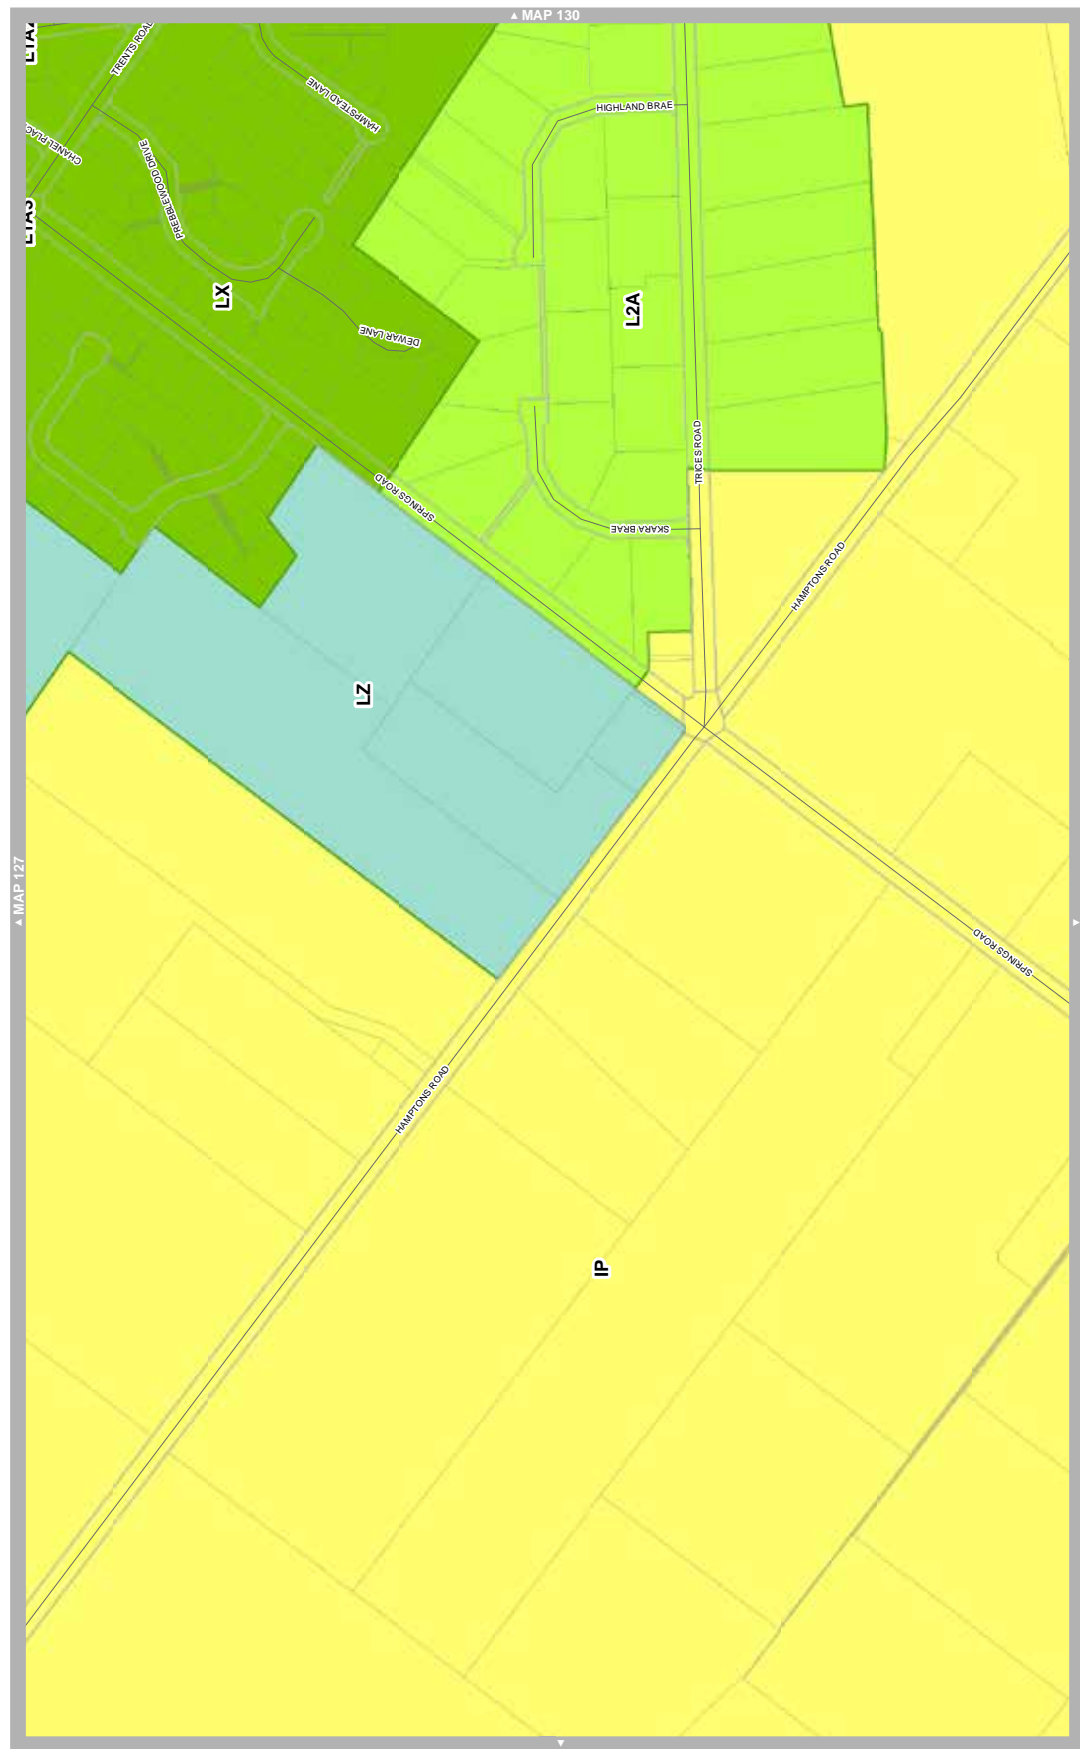 ▲ MAP 130
TRENTS ROAD
HAMPSTEAD LANE
HIGHLAND BRAE
CHANEL PLACE
PREBBLEWOOD DRIVE
L1A3
LX
DEWAR LANE
L2A
TRICES ROAD
SPRINGS ROAD
SKARA BRAE
HAMPTONS ROAD
LZ
▲ MAP 127
SPRINGS ROAD
HAMPTONS ROAD
IP